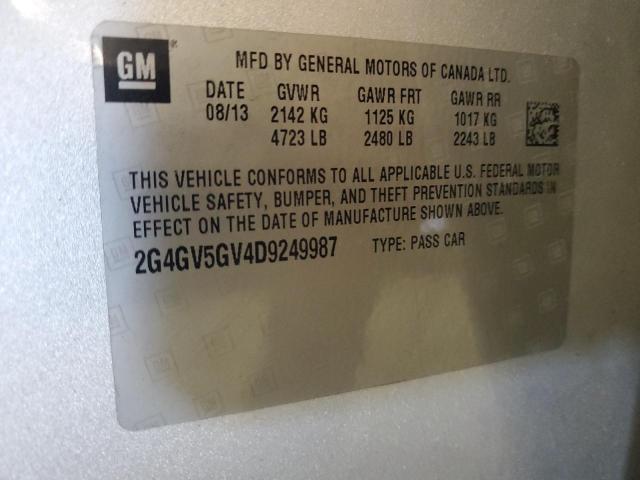 GM
MFD BY GENERAL MOTORS OF CANADA LTD.
DATE GVWR GAWR FRT GAWR RR
08/13 2142 KG 1125 KG 1017 KG
4723 LB 2480 LB 2243 LB
THIS VEHICLE CONFORMS TO ALL APPLICABLE U.S. FEDERAL MOTOR
VEHICLE SAFETY, BUMPER, AND THEFT PREVENTION STANDARDS IN
EFFECT ON THE DATE OF MANUFACTURE SHOWN ABOVE.
2G4GV5GV4D9249987 TYPE: PASS CAR